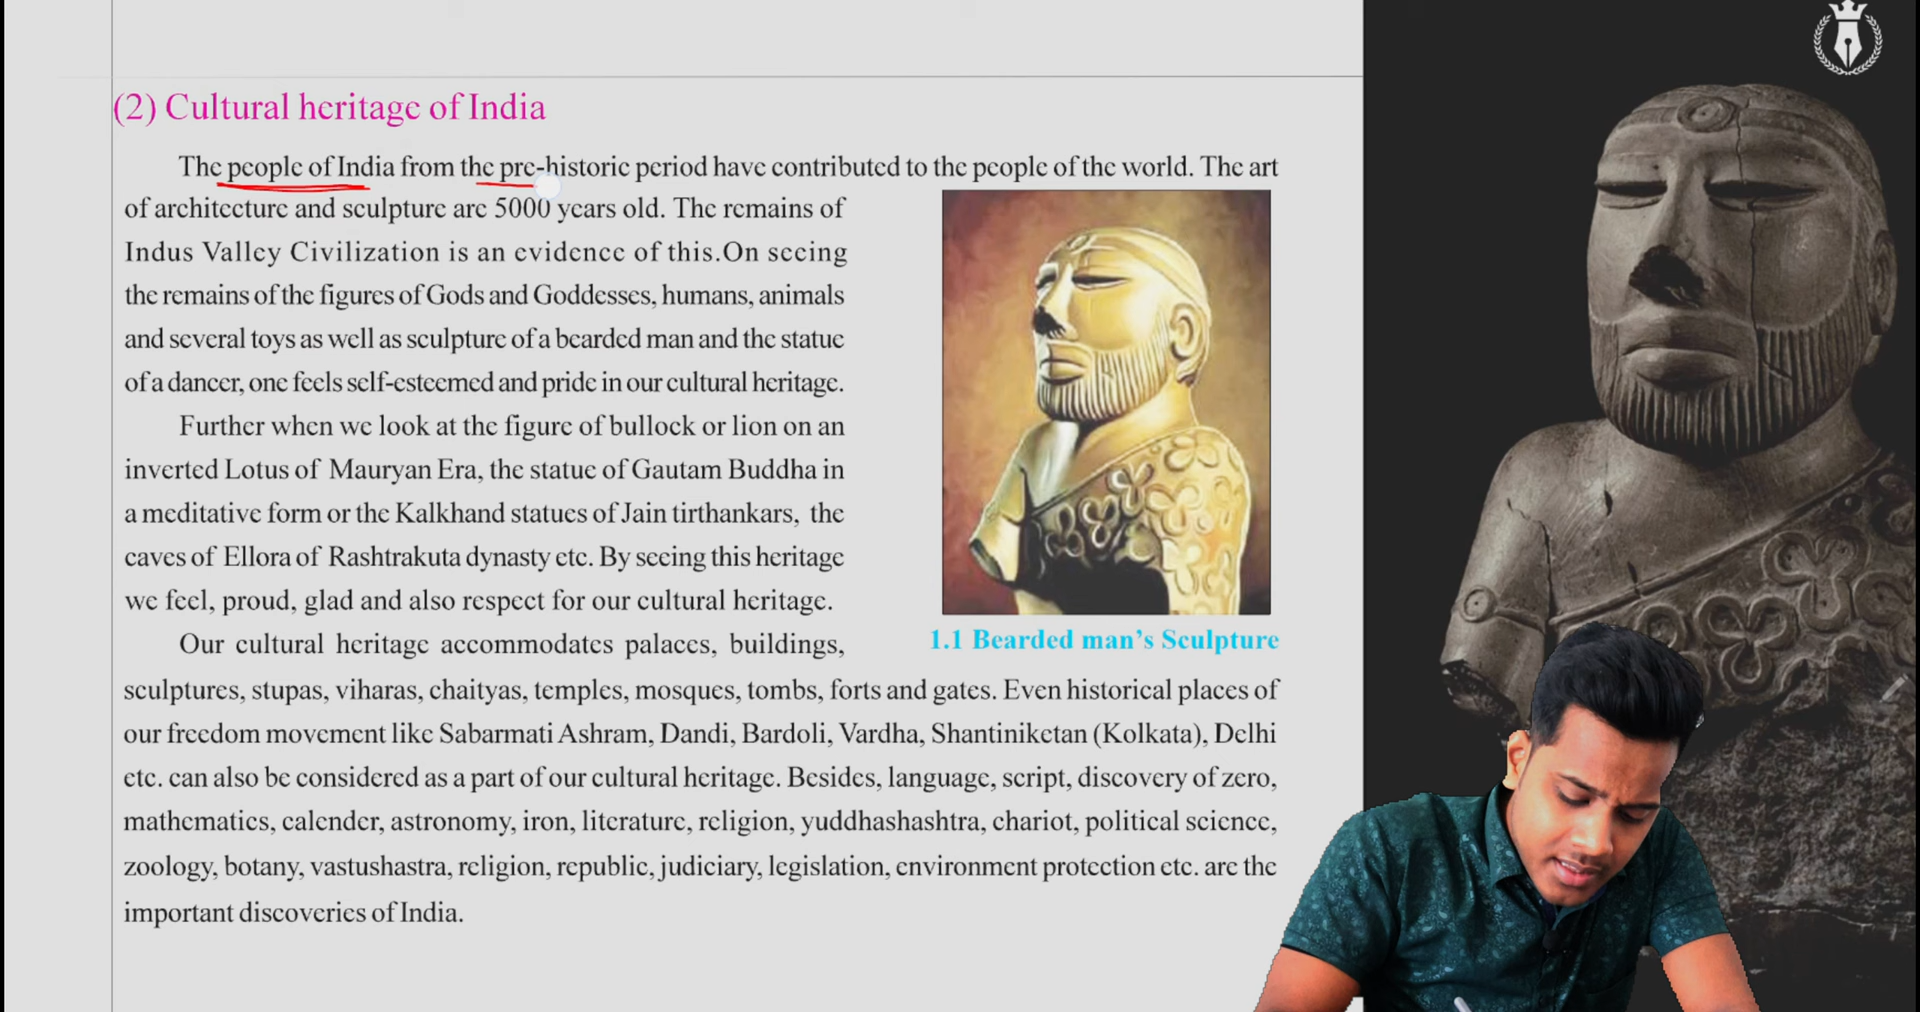 (2) Cultural heritage of India
The people of India from the pre-historic period have contributed to the people of the world. The art
of architecture and sculpture are 5000 years old. The remains of
Indus Valley Civilization is an evidence of this.On seeing
the remains of the figures of Gods and Goddesses, humans, animals
and several toys as well as sculpture of a bearded man and the statue
of a dancer, one feels self-esteemed and pride in our cultural heritage.
Further when we look at the figure of bullock or lion on an
inverted Lotus of Mauryan Era, the statue of Gautam Buddha in
a meditative form or the Kalkhand statues of Jain tirthankars, the
caves of Ellora of Rashtrakuta dynasty etc. By seeing this heritage
we feel, proud, glad and also respect for our cultural heritage.
1.1 Bearded man's Sculpture
Our cultural heritage accommodates palaces, buildings,
sculptures, stupas, viharas, chaityas, temples, mosques, tombs, forts and gates. Even historical places of
our freedom movement like Sabarmati Ashram, Dandi, Bardoli, Vardha, Shantiniketan (Kolkata), Delhi
etc. can also be considered as a part of our cultural heritage. Besides, language, script, discovery of zero,
mathematics, calender, astronomy, iron, literature, religion, yuddhashashtra, chariot, political science,
zoology, botany, vastushastra, religion, republic, judiciary, legislation, environment protection etc. are the
important discoveries of India.